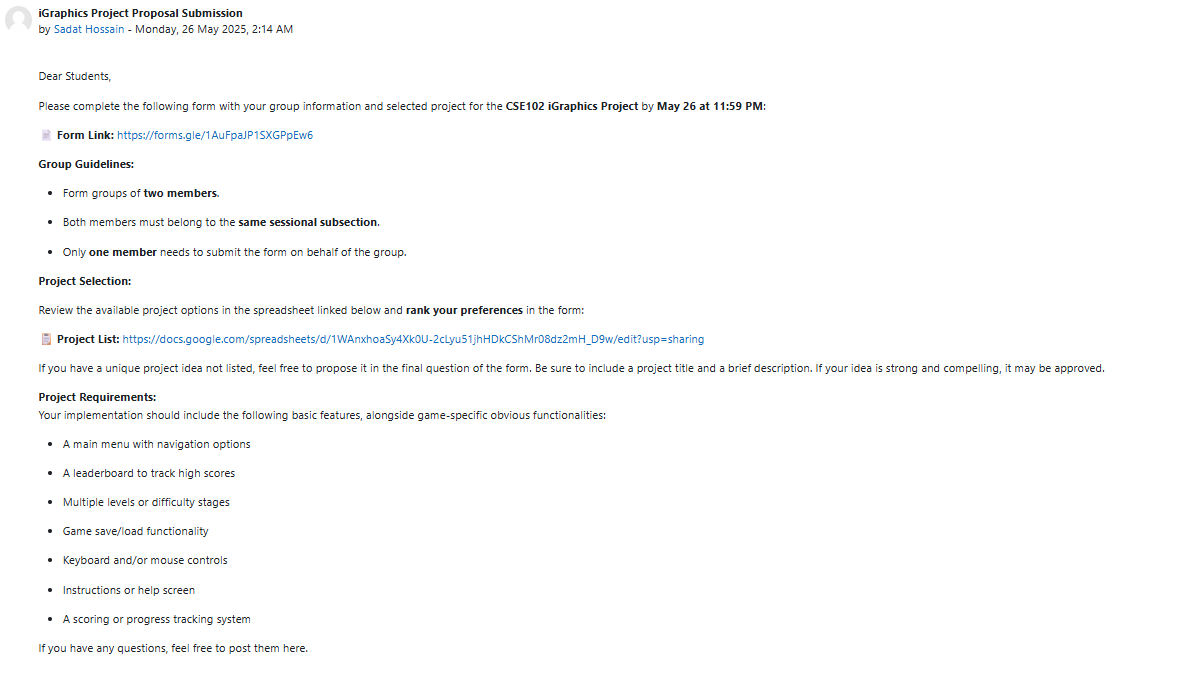 iGraphics Project Proposal Submission
by Sadat Hossain - Monday, 26 May 2025, 2:14 AM
Dear Students,
Please complete the following form with your group information and selected project for the CSE102 iGraphics Project by May 26 at 11:59 PM:
Form Link: https://forms.gle/1AuFpaJP1SXGPpEw6
Group Guidelines:
• Form groups of two members.
• Both members must belong to the same sessional subsection.
• Only one member needs to submit the form on behalf of the group.
Project Selection:
Review the available project options in the spreadsheet linked below and rank your preferences in the form:
Project List: https://docs.google.com/spreadsheets/d/1WAnxhoaSy4Xk0U-2cLyu51jhHDkCShMr08dz2mH_D9w/edit?usp=sharing
If you have a unique project idea not listed, feel free to propose it in the final question of the form. Be sure to include a project title and a brief description. If your idea is strong and compelling, it may be approved.
Project Requirements:
Your implementation should include the following basic features, alongside game-specific obvious functionalities:
• A main menu with navigation options
• A leaderboard to track high scores
• Multiple levels or difficulty stages
• Game save/load functionality
• Keyboard and/or mouse controls
• Instructions or help screen
• A scoring or progress tracking system
If you have any questions, feel free to post them here.